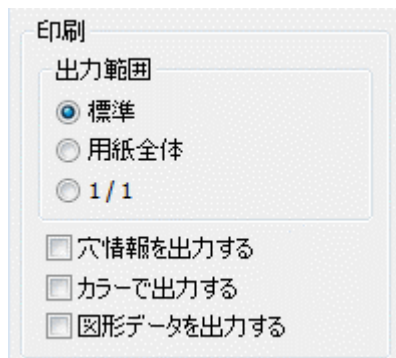 印刷
出力範囲
標準
用紙全体
1 / 1
穴情報を出力する
カラーで出力する
図形データを出力する